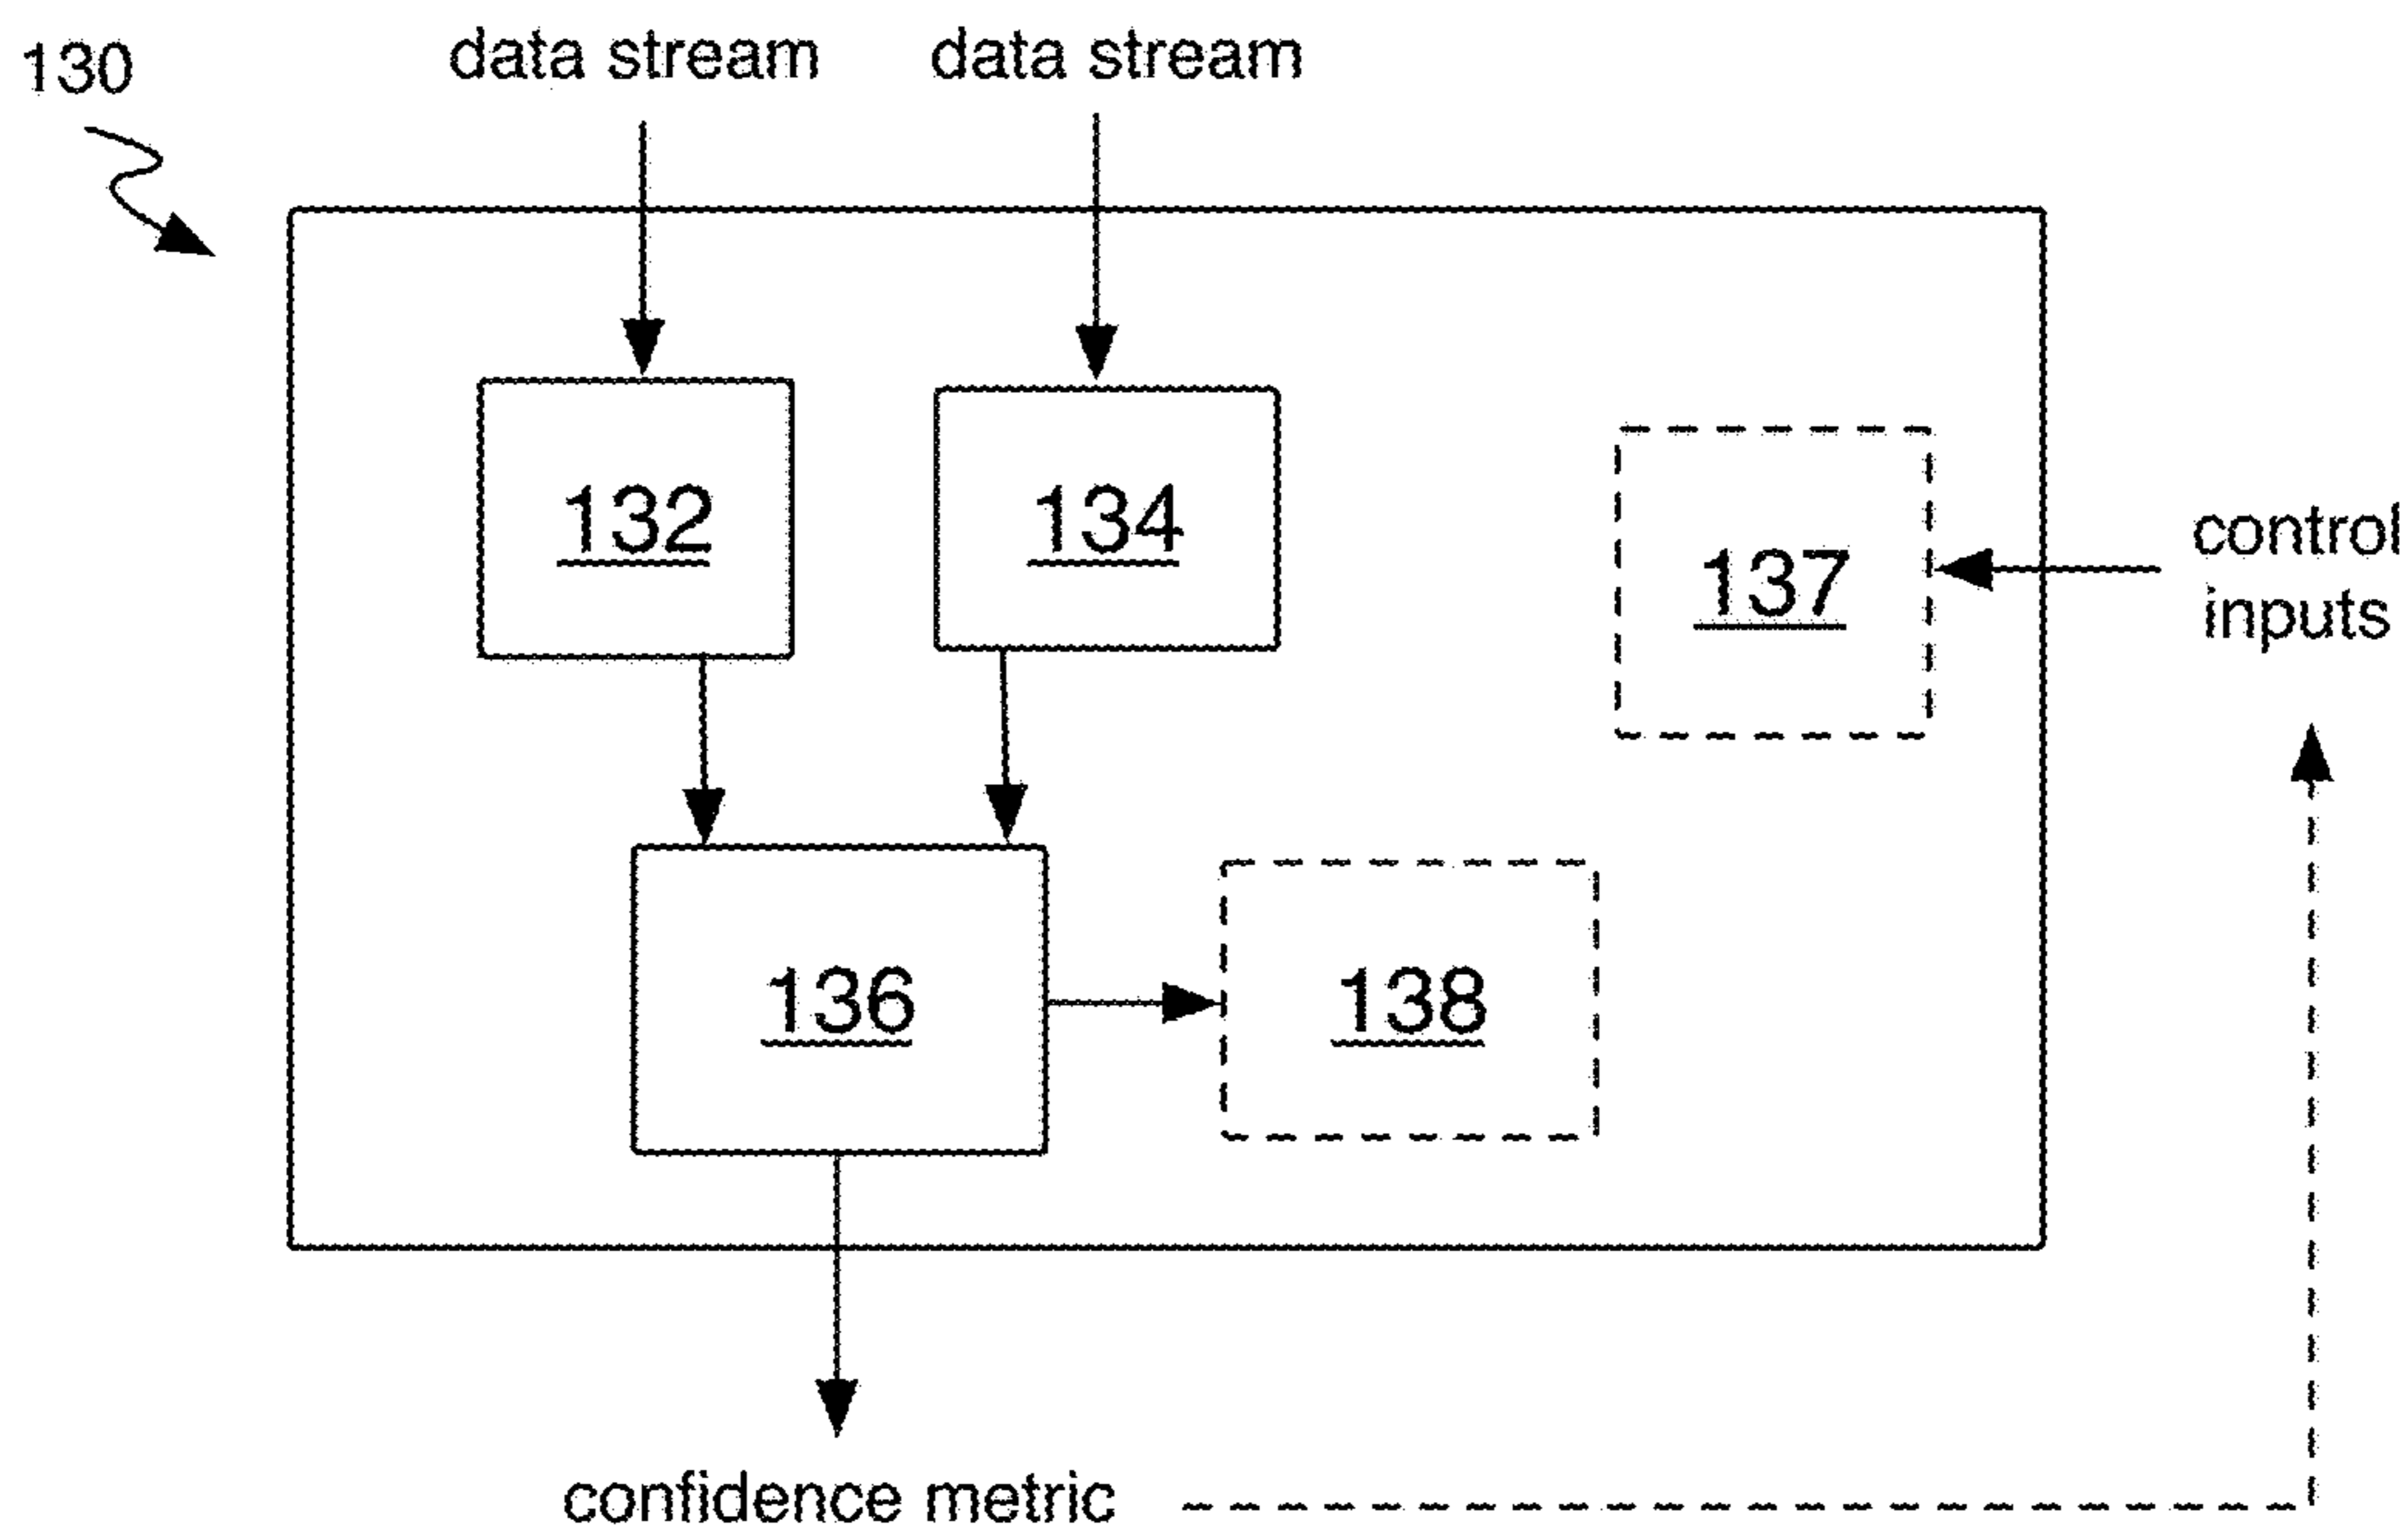 130
data stream
data stream
132
134
137
control
inputs
136
138
confidence metric